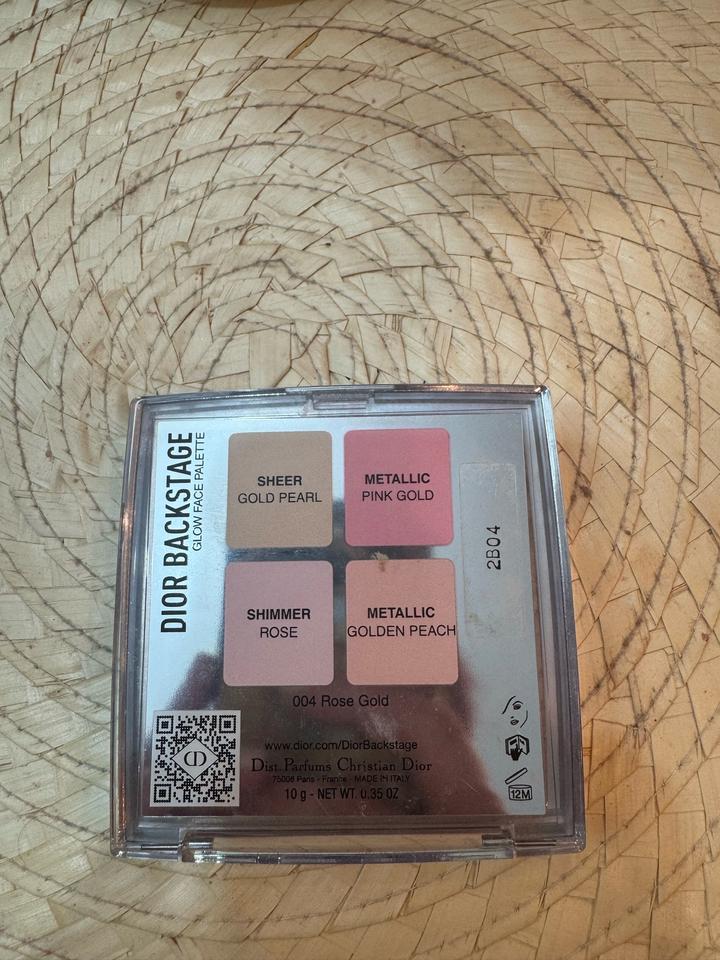 DIOR BACKSTAGE
GLOW FACE PALETTE
SHEER
GOLD PEARL
METALLIC
PINK GOLD
SHIMMER
ROSE
METALLIC
GOLDEN PEACH
2B04
004 Rose Gold
CD
www.dior.com/DiorBackstage
Dist. Parfums Christian Dior
75008 Paris - France - MADE IN ITALY
10 g - NET WT. 0.35 OZ
12M